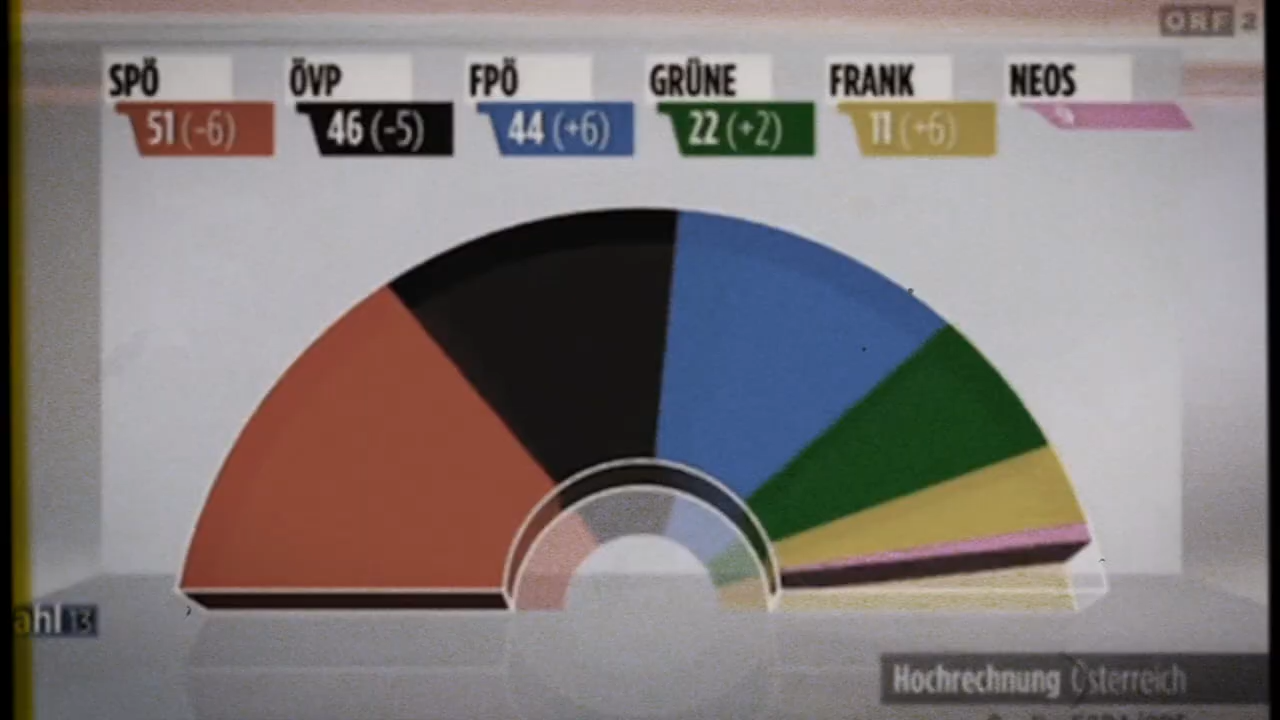 ORF 2
SPÖ ÖVP FPÖ GRÜNE FRANK NEOS
51 (-6) 46 (-5) 44 (+6) 22 (+2) 11 (+6)
ahl 13
Hochrechnung Österreich